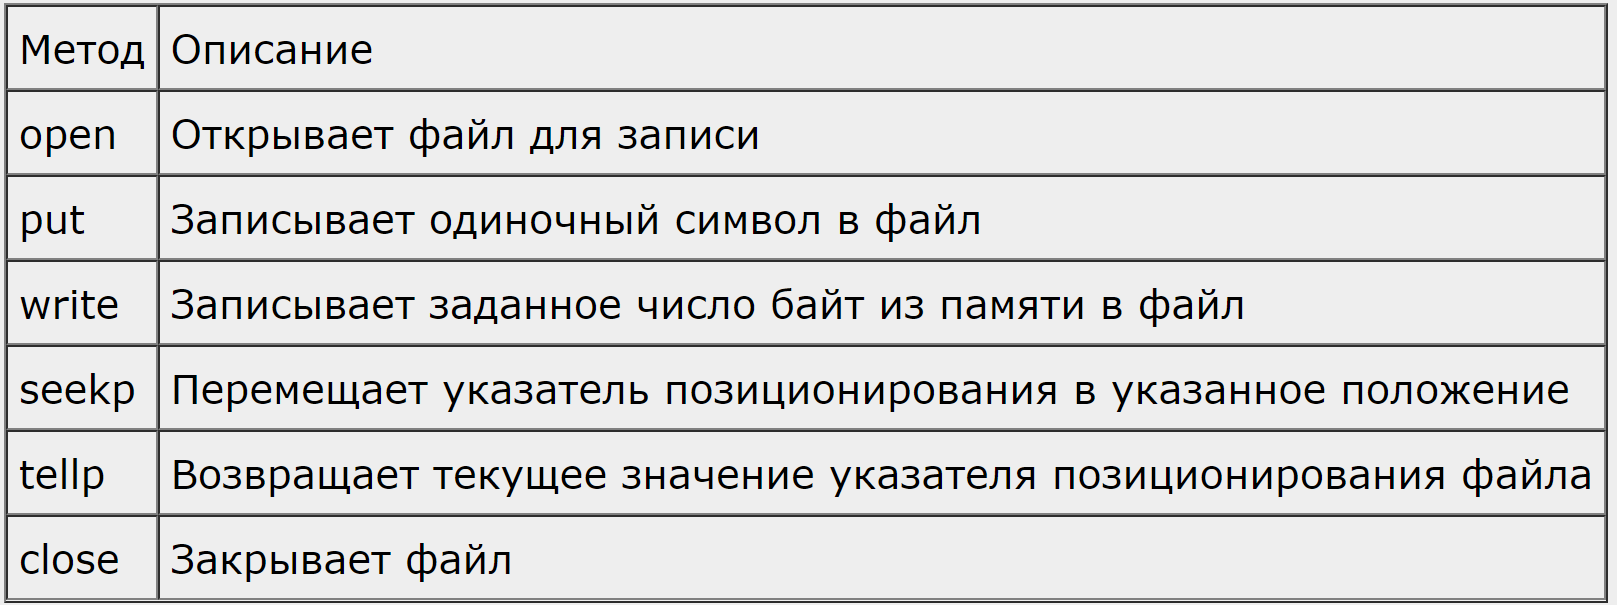 Метод Описание
open Открывает файл для записи
put Записывает одиночный символ в файл
write Записывает заданное число байт из памяти в файл
seekp Перемещает указатель позиционирования в указанное положение
tellp Возвращает текущее значение указателя позиционирования файла
close Закрывает файл